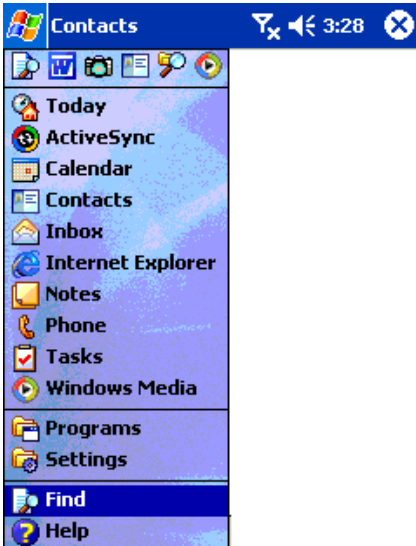 Contacts 3:28
Today
ActiveSync
Calendar
Contacts
Inbox
Internet Explorer
Notes
Phone
Tasks
Windows Media
Programs
Settings
Find
Help